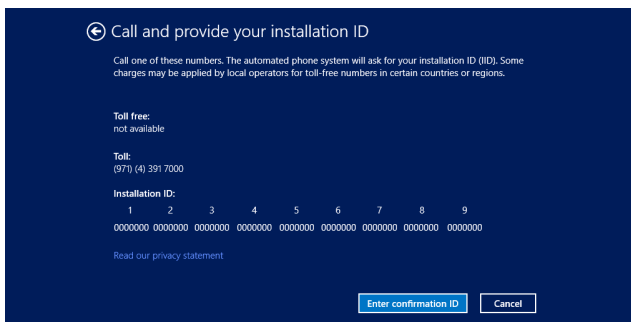 Call and provide your installation ID
Call one of these numbers. The automated phone system will ask for your installation ID (IID). Some
charges may be applied by local operators for toll-free numbers in certain countries or regions.
Toll free:
not available
Toll:
(971) (4) 391 7000
Installation ID:
1 2 3 4 5 6 7 8 9
0000000 0000000 0000000 0000000 0000000 0000000 0000000 0000000 0000000
Read our privacy statement
Enter confirmation ID Cancel